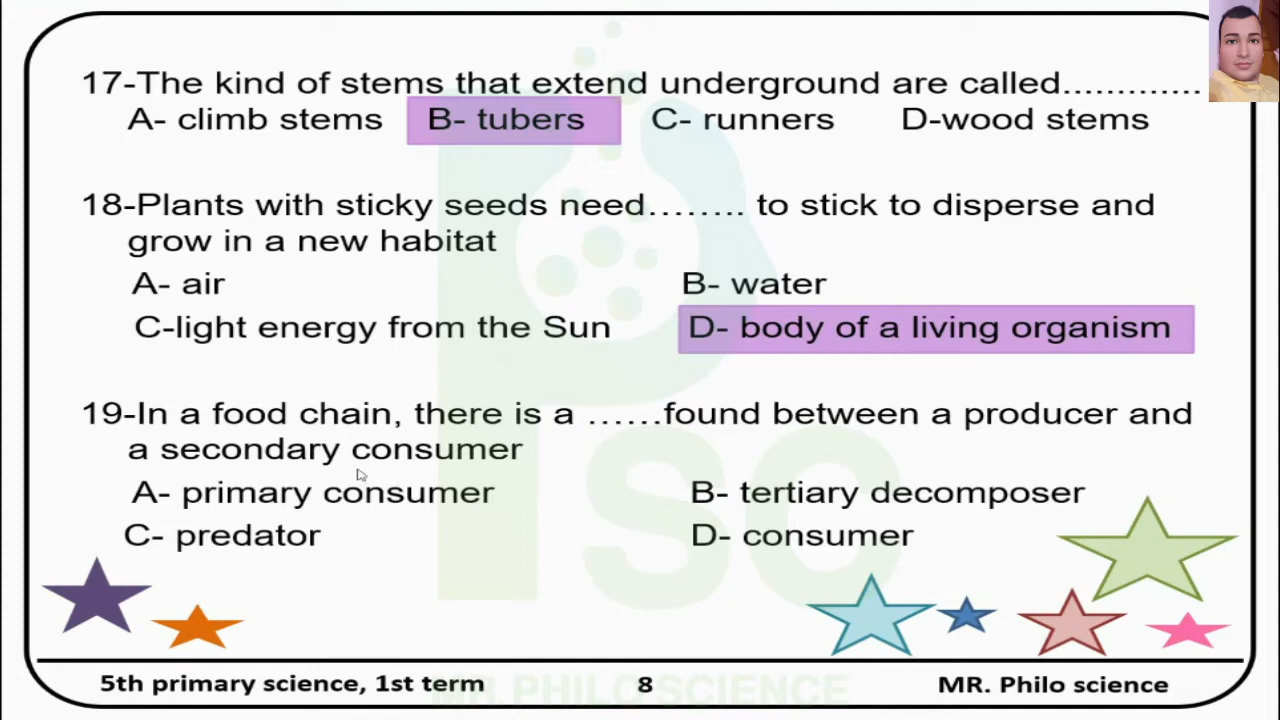 17-The kind of stems that extend underground are called.............
A- climb stems B- tubers C- runners D-wood stems
18-Plants with sticky seeds need…….. to stick to disperse and
grow in a new habitat
A- air B- water
C-light energy from the Sun D- body of a living organism
19-In a food chain, there is a ……found between a producer and
a secondary consumer
A- primary consumer B- tertiary decomposer
C- predator D- consumer
MR. PHILO SCIENCE
5th primary science, 1st term 8 MR. Philo science